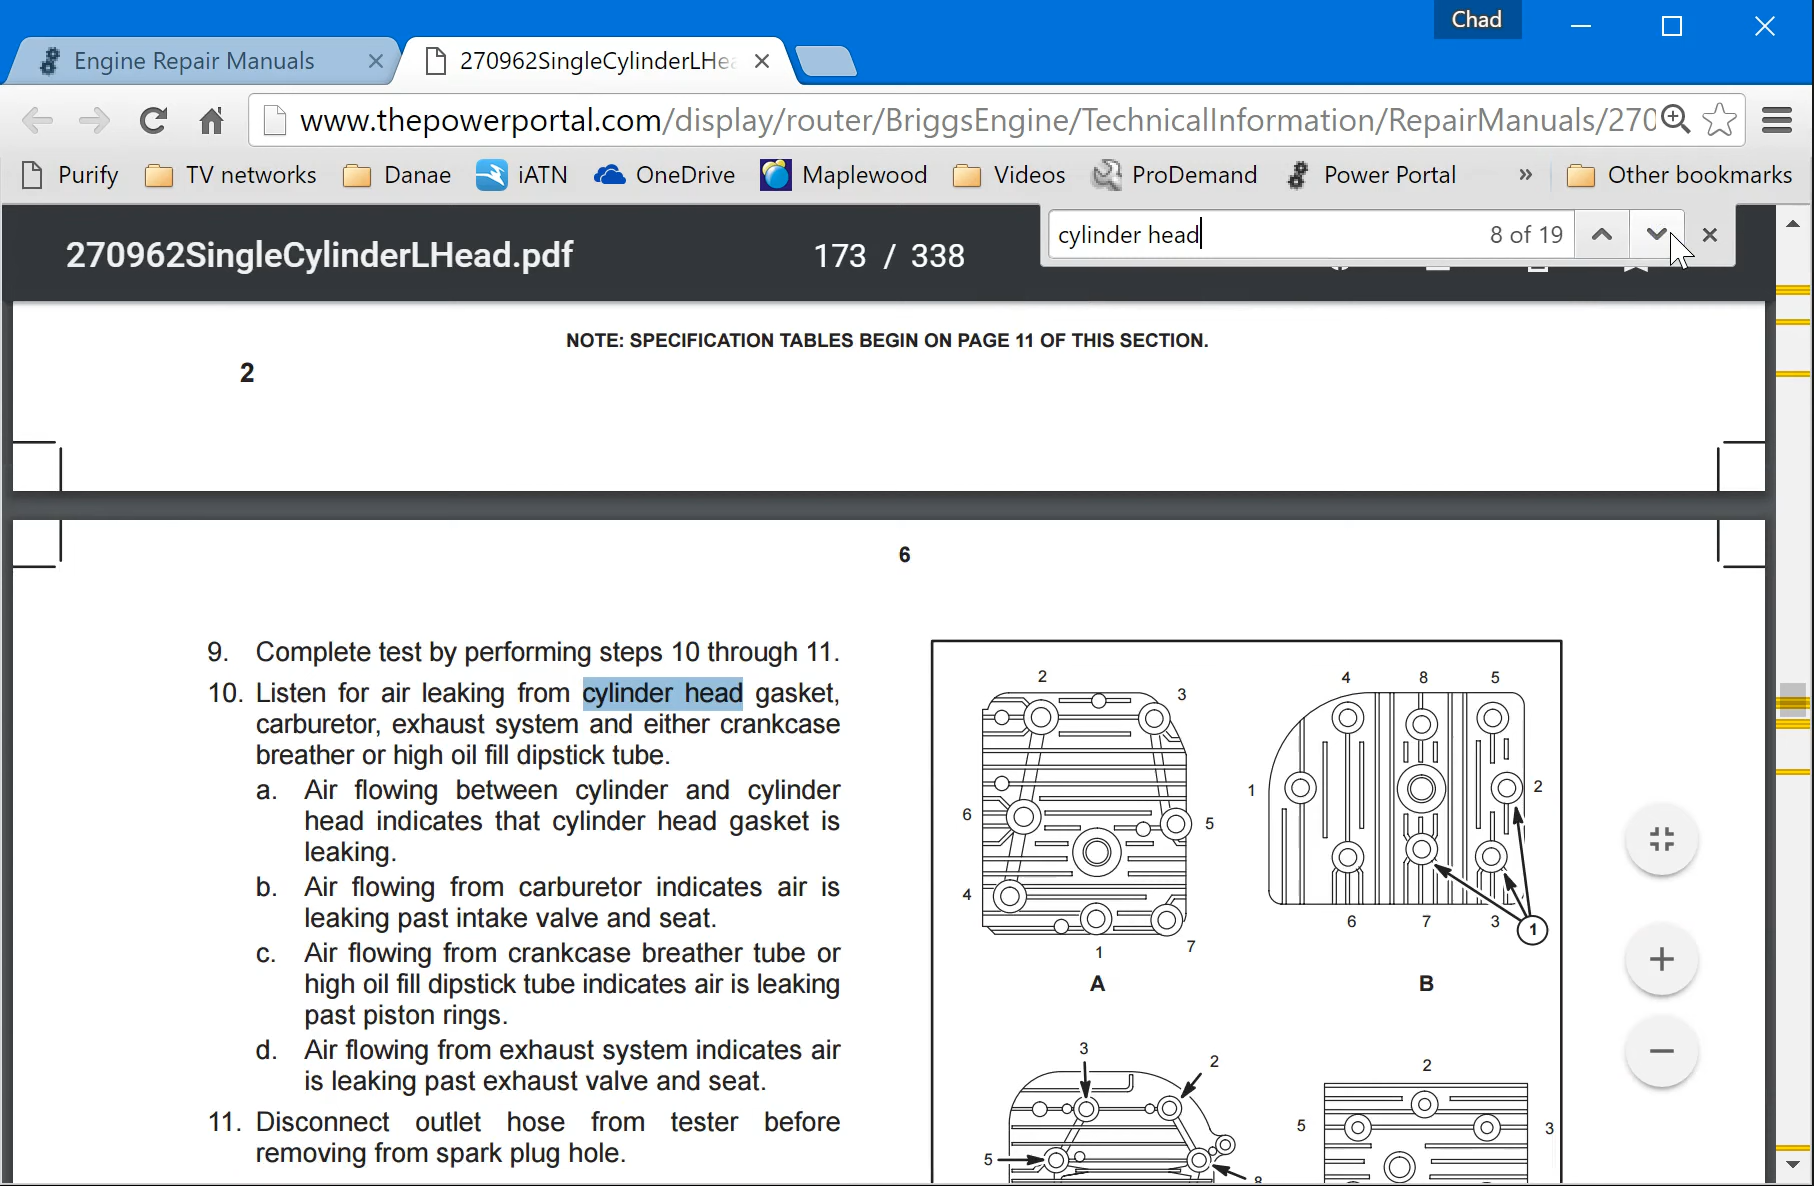 Chad
Engine Repair Manuals
270962SingleCylinderLHea
www.thepowerportal.com/display/router/BriggsEngine/TechnicalInformation/RepairManuals/270
Purify TV networks Danae iATN OneDrive Maplewood Videos ProDemand Power Portal » Other bookmarks
cylinder head 8 of 19
270962SingleCylinderLHead.pdf 173 / 338
NOTE: SPECIFICATION TABLES BEGIN ON PAGE 11 OF THIS SECTION.
2
6
9. Complete test by performing steps 10 through 11.
10. Listen for air leaking from cylinder head gasket,
carburetor, exhaust system and either crankcase
breather or high oil fill dipstick tube.
a. Air flowing between cylinder and cylinder
head indicates that cylinder head gasket is
leaking.
b. Air flowing from carburetor indicates air is
leaking past intake valve and seat.
c. Air flowing from crankcase breather tube or
high oil fill dipstick tube indicates air is leaking
past piston rings.
d. Air flowing from exhaust system indicates air
is leaking past exhaust valve and seat.
11. Disconnect outlet hose from tester before
removing from spark plug hole.
2
3
6
5
4
1
7
A
4 8 5
1
2
6 7 3
1
B
3
2
5
8
2
5
3